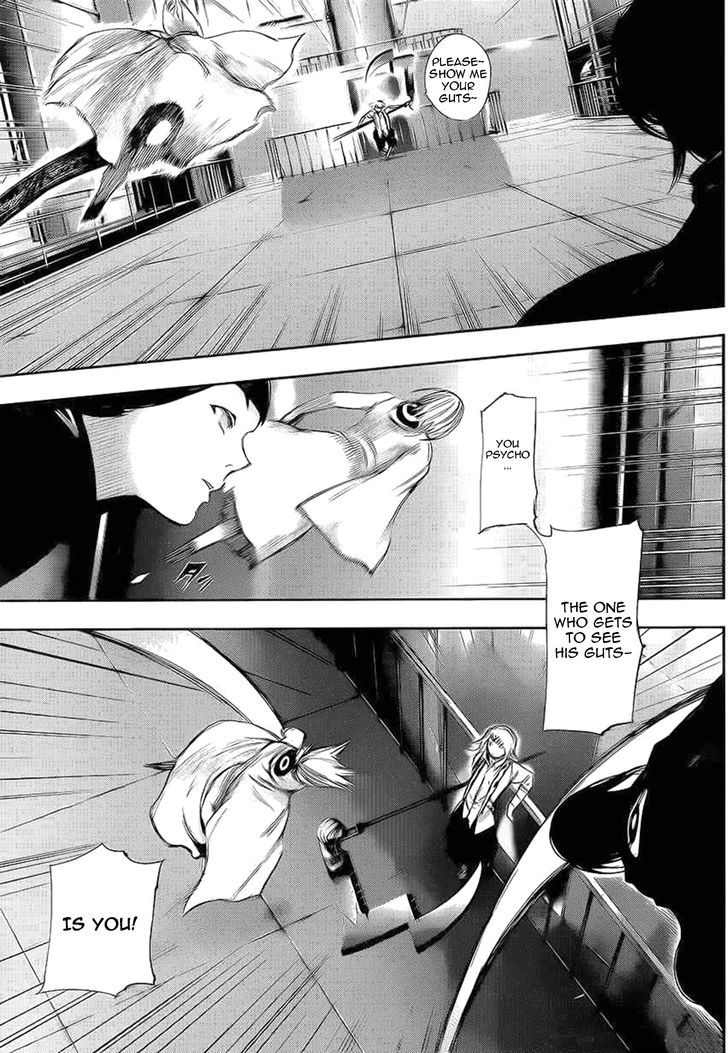 PLEASE~
SHOW ME
YOUR
GUTS~
YOU
PSYCHO
...
THE ONE
WHO GETS
TO SEE
HIS GUTS~
IS YOU!